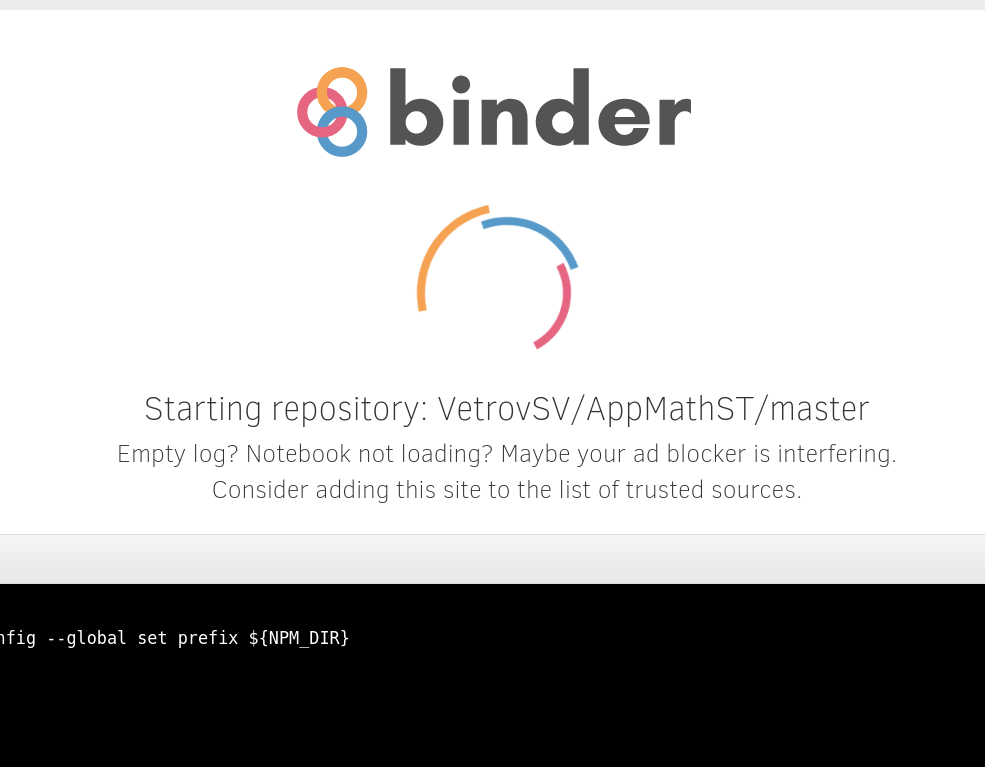 binder
Starting repository: VetrovSV/AppMathST/master
Empty log? Notebook not loading? Maybe your ad blocker is interfering.
Consider adding this site to the list of trusted sources.
nfig --global set prefix ${NPM_DIR}